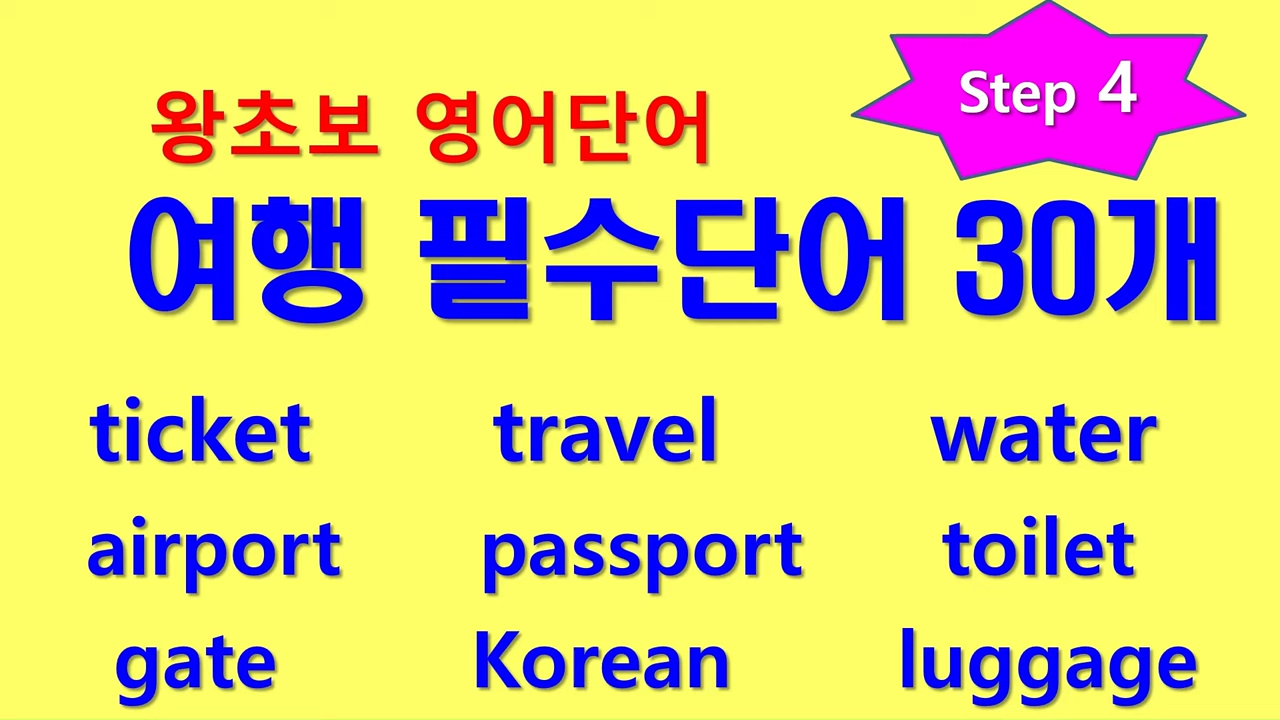 Step 4
왕초보 영어단어
여행 필수단어 30개
ticket travel water
airport passport toilet
gate Korean luggage